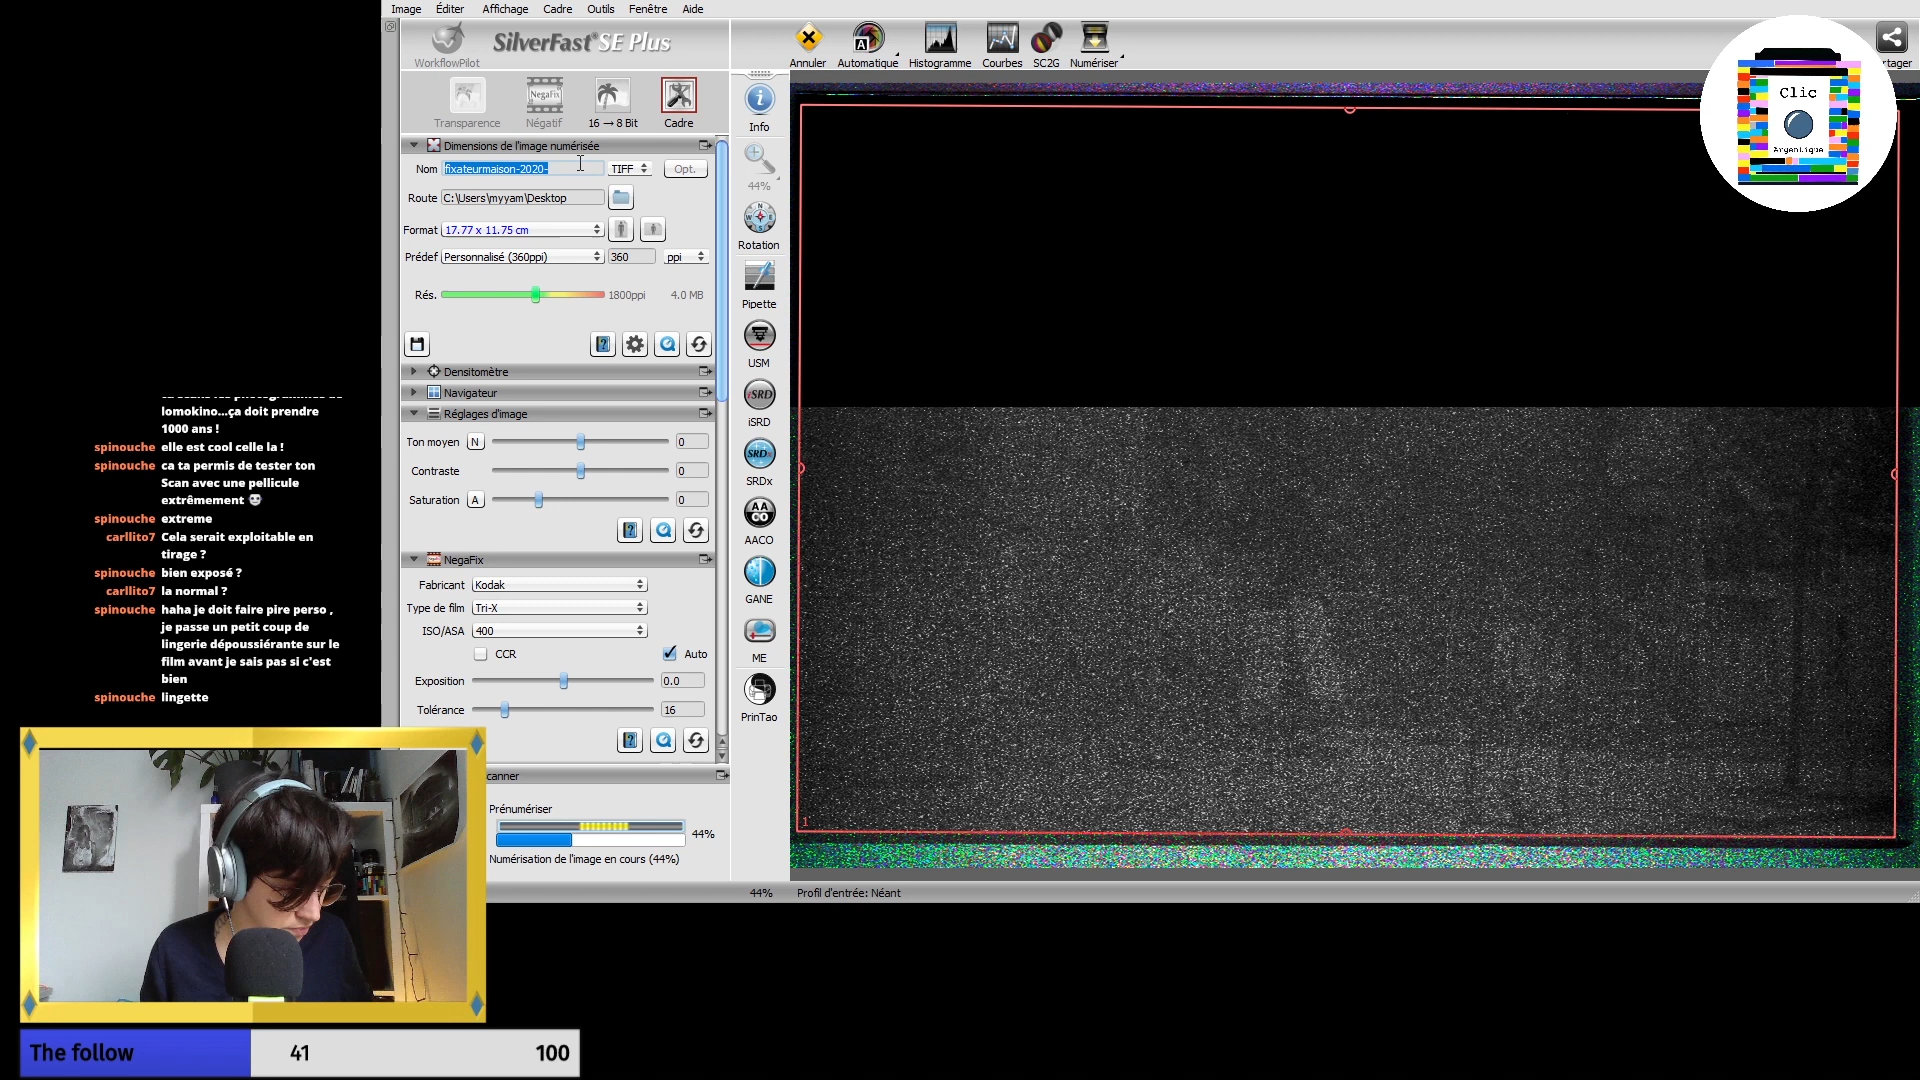 Image Éditer Affichage Cadre Outils Fenêtre Aide
WorkflowPilot
SilverFast® SE Plus
Annuler Automatique Histogramme Courbes SC2G Numériser
Clic
Argentique
Transparence Négatif 16→8 Bit Cadre
NegaFix
Dimensions de l'image numérisée
Nom fixateurmaison-2020- TIFF Opt.
Route C:\Users\myyam\Desktop
Format 17.77 x 11.75 cm
Prédef Personnalisé (360ppi) 360 ppi
Rés. 1800ppi 4.0 MB
Densitomètre
Navigateur
Réglages d'image
Ton moyen N 0
Contraste 0
Saturation A 0
NegaFix
Fabricant Kodak
Type de film Tri-X
ISO/ASA 400
CCR Auto
Exposition 0.0
Tolérance 16
canner
Prénumériser
44%
Numérisation de l'image en cours (44%)
Info
44%
Rotation
Pipette
USM
iSRD
iSRD
SRDx
SRDx
AACO
AACO
GANE
ME
PrinTao
44% Profil d'entrée: Néant
1
lomokino...ça doit prendre
1000 ans !
spinouche elle est cool celle la !
spinouche ca ta permis de tester ton
Scan avec une pellicule
extrêmement
spinouche extreme
carllito7 Cela serait exploitable en
tirage ?
spinouche bien exposé ?
carllito7 la normal ?
spinouche haha je doit faire pire perso ,
je passe un petit coup de
lingerie dépoussiérante sur le
film avant je sais pas si c'est
bien
spinouche lingette
The follow 41 100